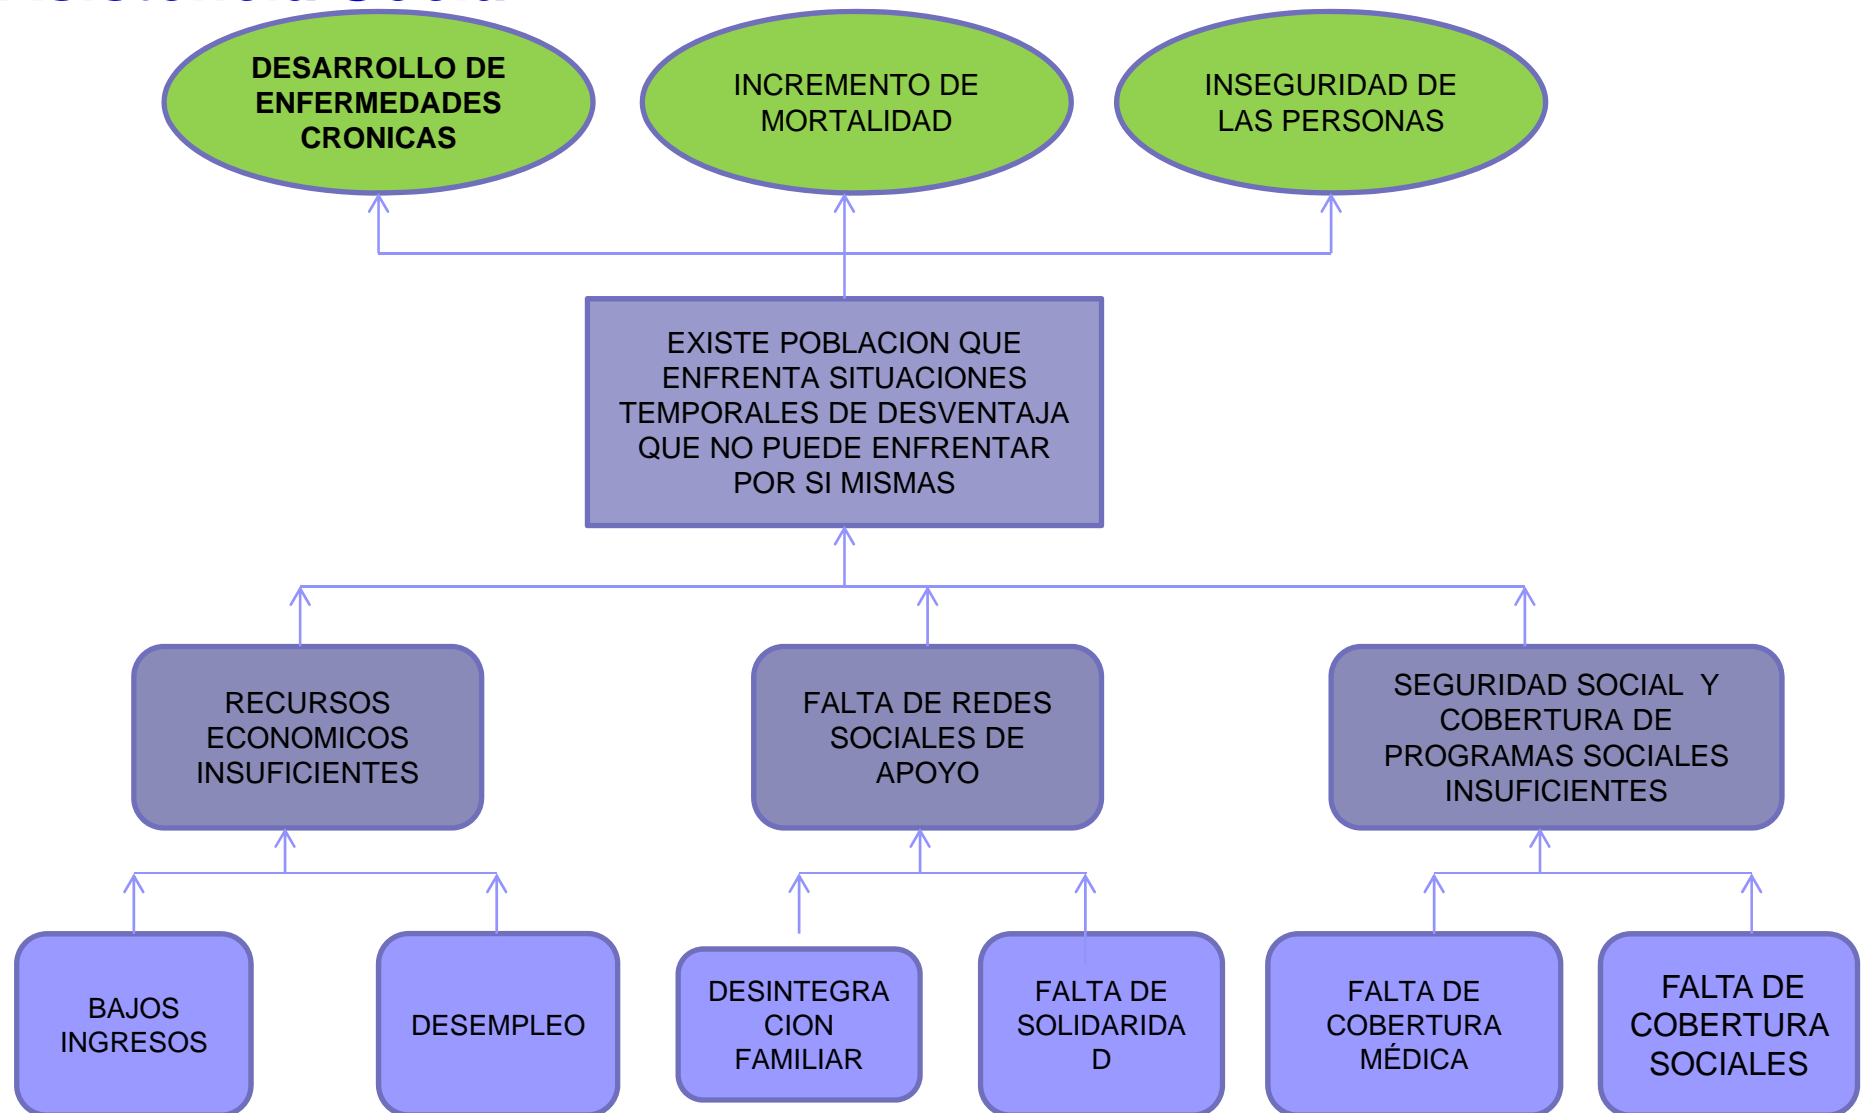 DESARROLLO DE
ENFERMEDADES
CRONICAS
INCREMENTO DE
MORTALIDAD
INSEGURIDAD DE
LAS PERSONAS
EXISTE POBLACION QUE
ENFRENTA SITUACIONES
TEMPORALES DE DESVENTAJA
QUE NO PUEDE ENFRENTAR
POR SI MISMAS
RECURSOS
ECONOMICOS
INSUFICIENTES
FALTA DE REDES
SOCIALES DE
APOYO
SEGURIDAD SOCIAL Y
COBERTURA DE
PROGRAMAS SOCIALES
INSUFICIENTES
BAJOS
INGRESOS
DESEMPLEO
DESINTEGRA
CION
FAMILIAR
FALTA DE
SOLIDARIDA
D
FALTA DE
COBERTURA
MÉDICA
FALTA DE
COBERTURA
SOCIALES